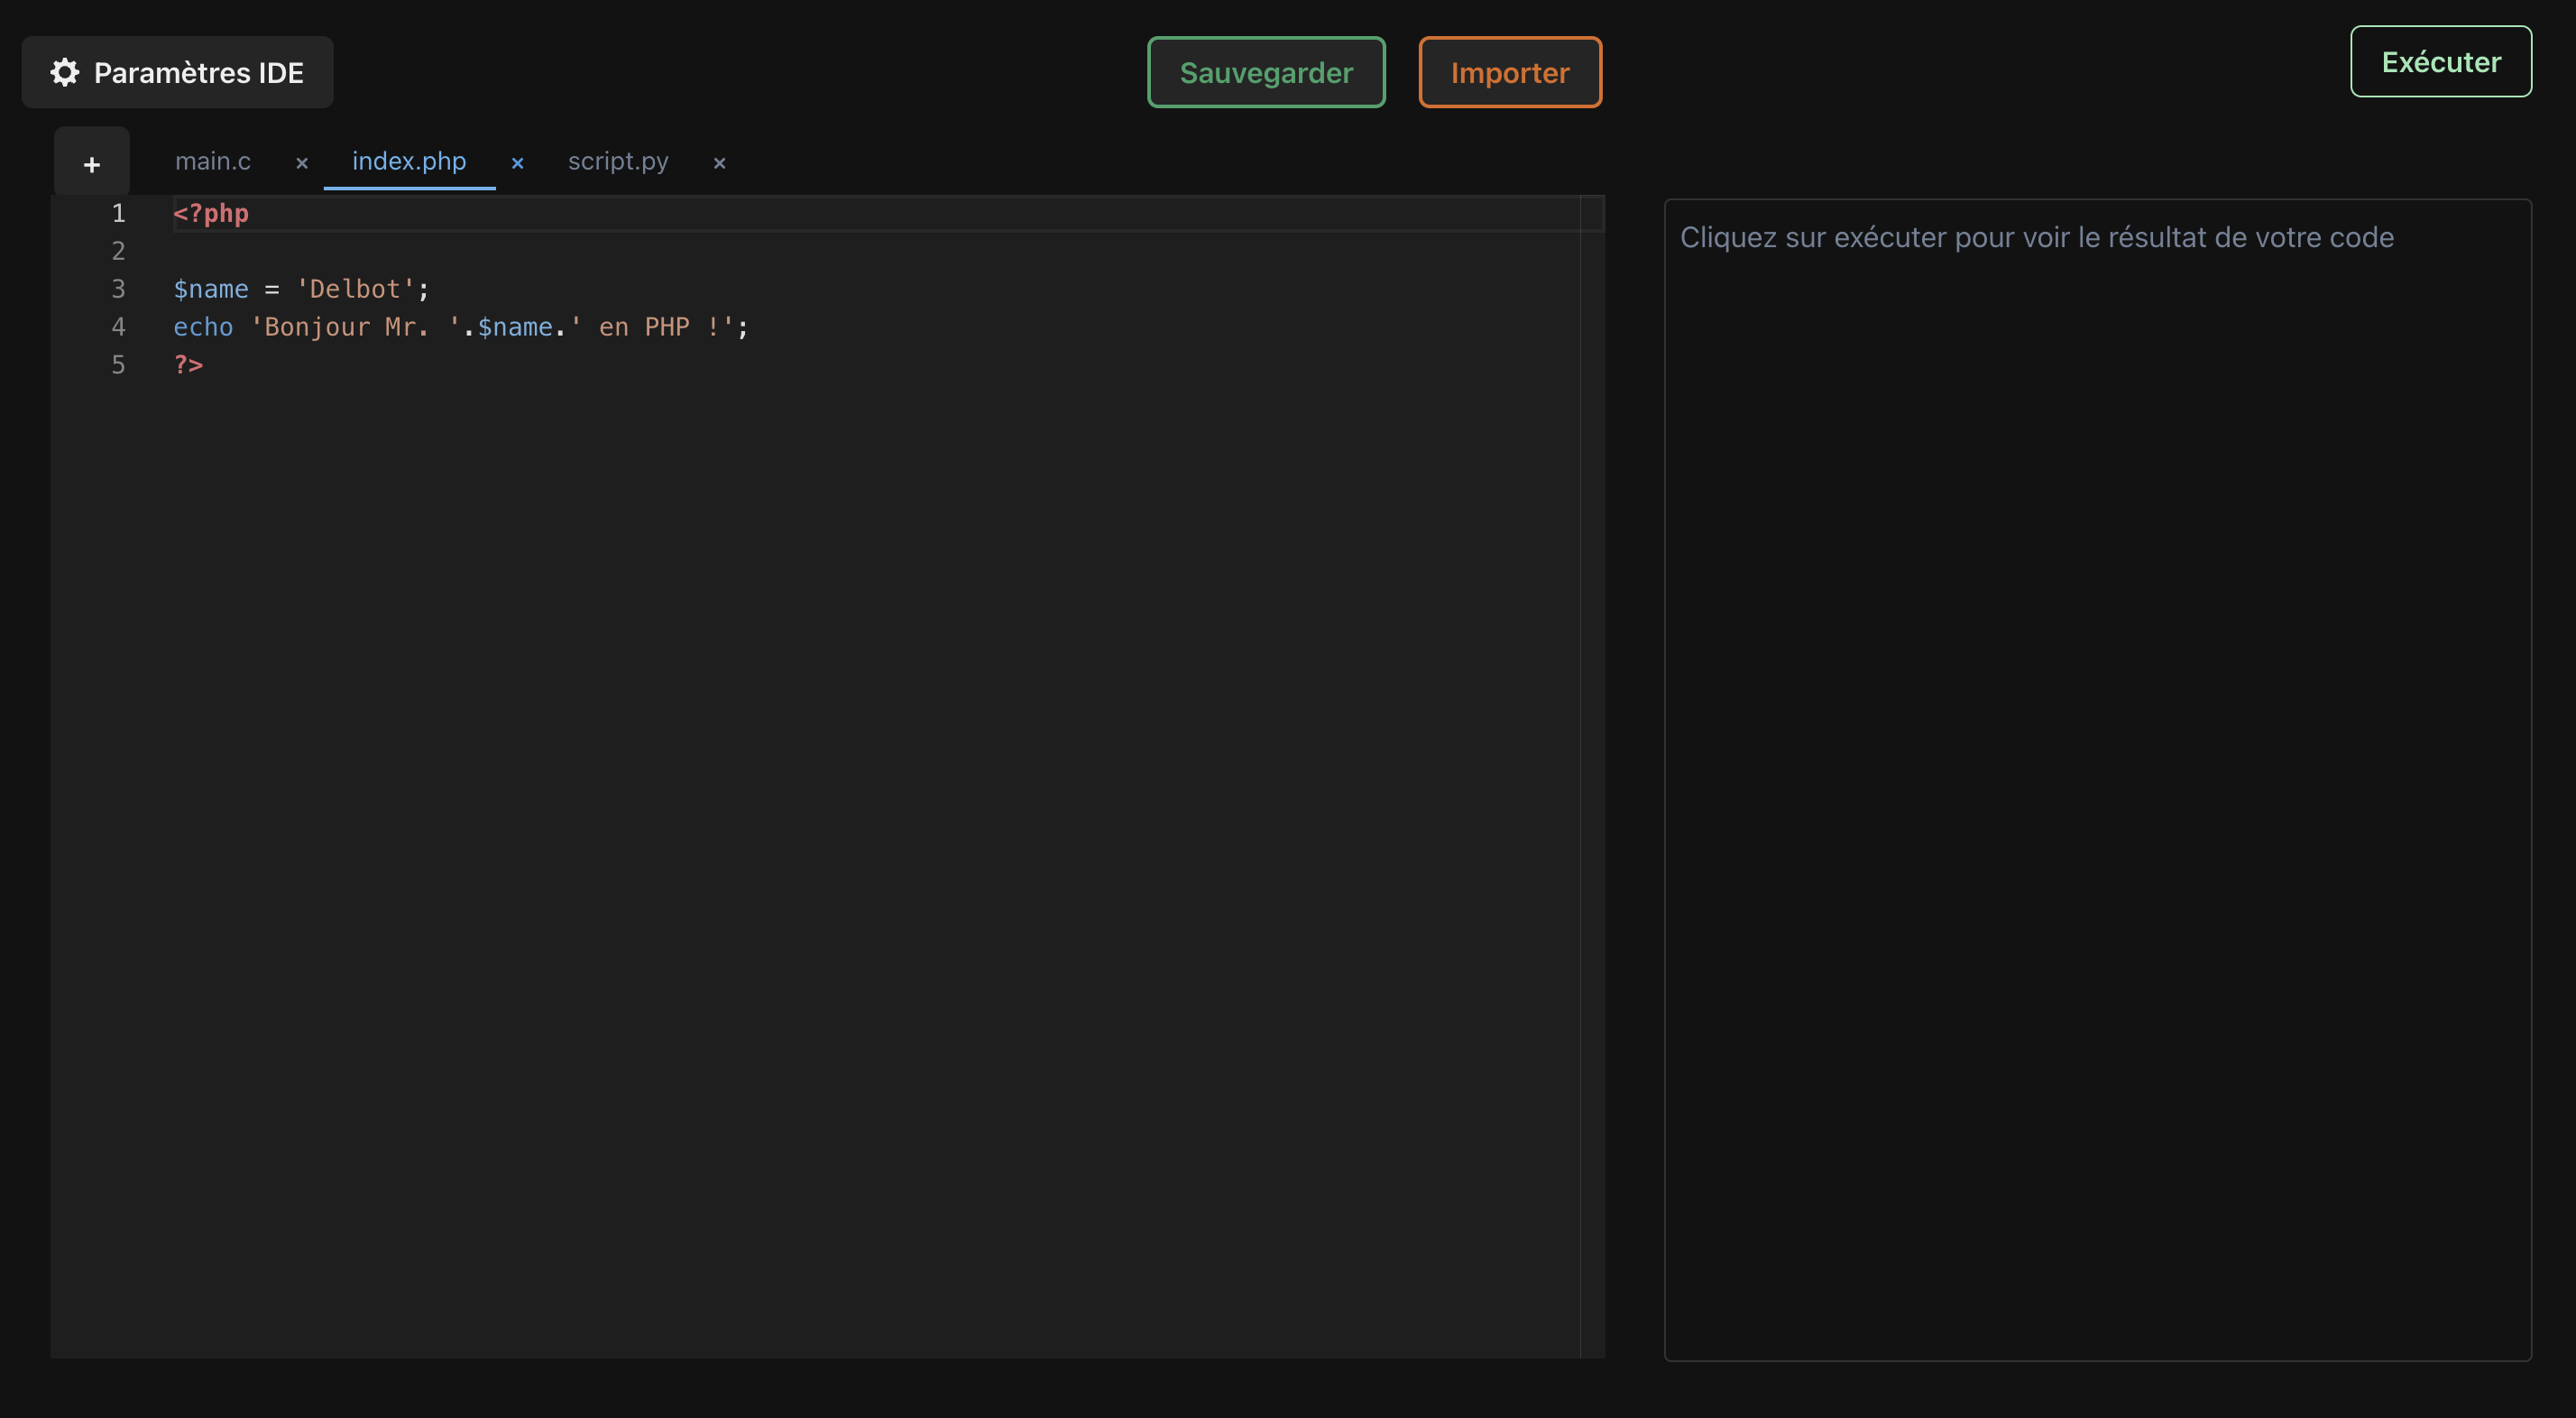 Paramètres IDE
Sauvegarder
Importer
Exécuter
+ main.c × index.php × script.py ×
1 <?php
2
3 $name = 'Delbot';
4 echo 'Bonjour Mr. '.$name.' en PHP !';
5 ?>
Cliquez sur exécuter pour voir le résultat de votre code